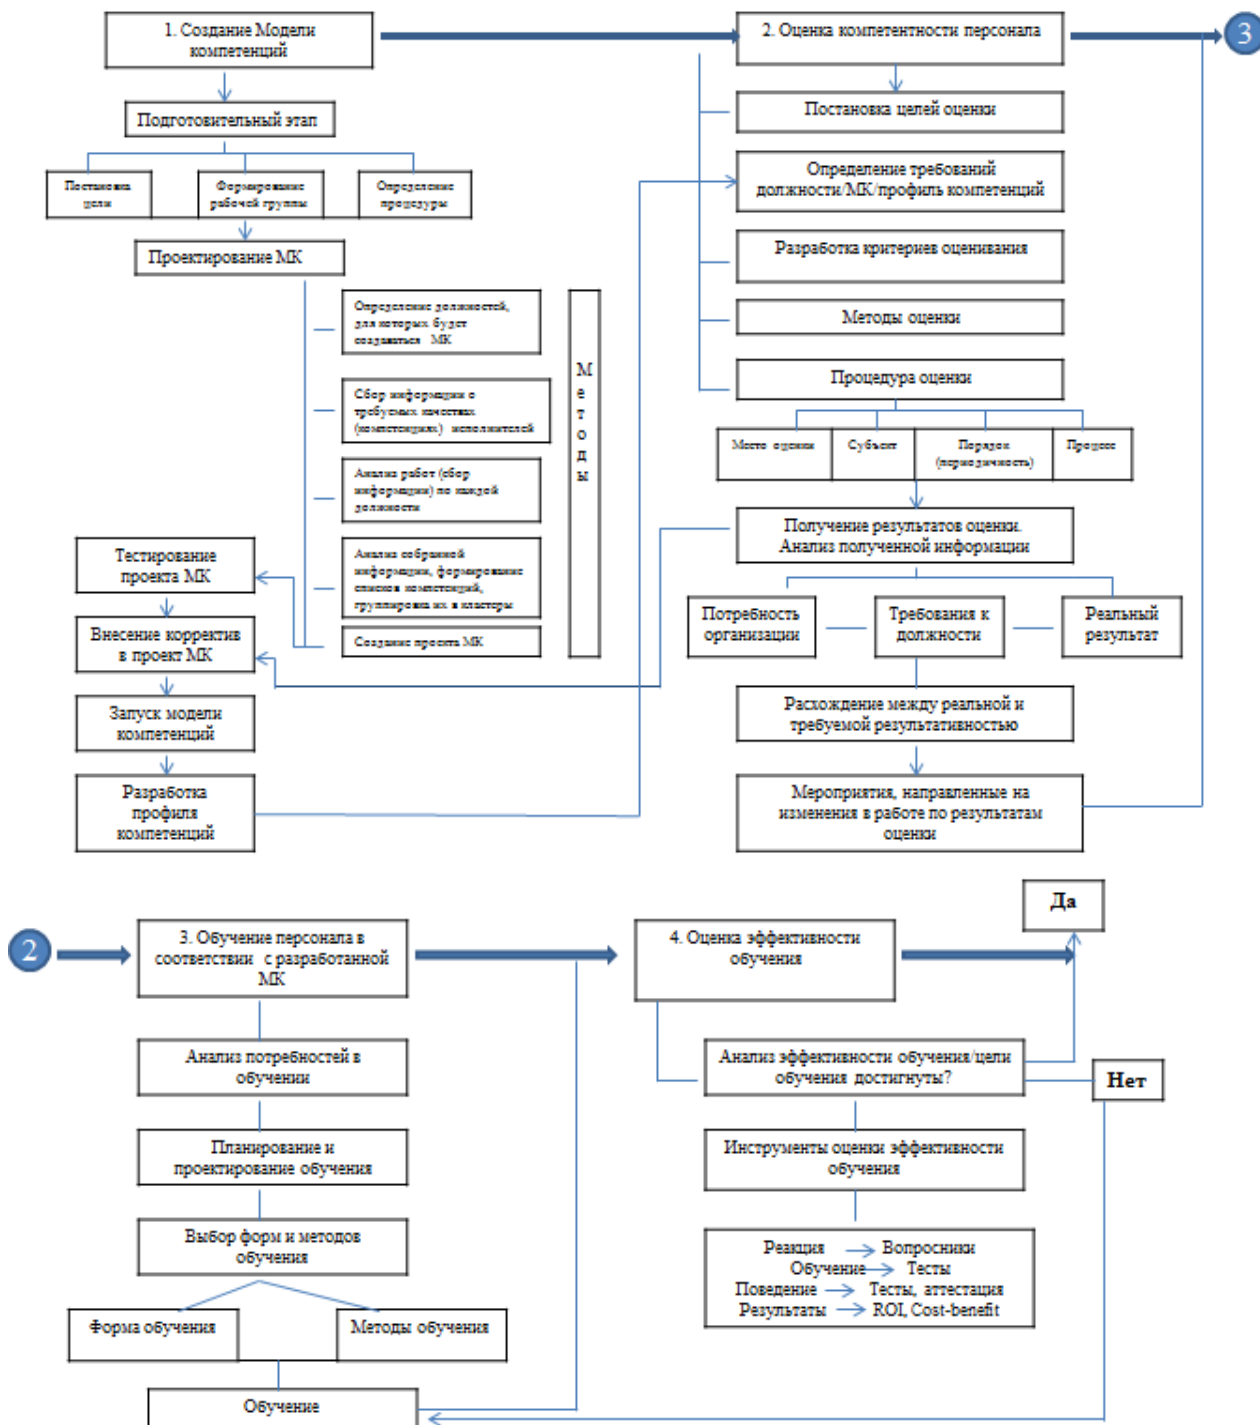 1. Создание Модели
компетенций
2. Оценка компетентности персонала
3
Подготовительный этап
Постановка
цели
Формирование
рабочей группы
Определение
процедуры
Проектирование МК
Определение должностей,
для которых будет
создаваться МК
Сбор информации о
требуемых качествах
(компетенциях) исполнителей
Анализ работ (сбор
информации) по каждой
должности
Анализ собранной
информации, формирование
списков компетенций,
группировка их в кластеры
Создание проекта МК
М
е
т
о
д
ы
Тестирование
проекта МК
Внесение корректив
в проект МК
Запуск модели
компетенций
Разработка
профиля
компетенций
Постановка целей оценки
Определение требований
должности/МК/профиль компетенций
Разработка критериев оценивания
Методы оценки
Процедура оценки
Место оценки
Субъект
Порядок
(периодичность)
Процесс
Получение результатов оценки.
Анализ полученной информации
Потребность
организации
Требования к
должности
Реальный
результат
Расхождение между реальной и
требуемой результативностью
Мероприятия, направленные на
изменения в работе по результатам
оценки
2
3. Обучение персонала в
соответствии с разработанной
МК
4. Оценка эффективности
обучения
Да
Анализ потребностей в
обучении
Планирование и
проектирование обучения
Выбор форм и методов
обучения
Форма обучения
Методы обучения
Обучение
Анализ эффективности обучения/цели
обучения достигнуты?
Нет
Инструменты оценки эффективности
обучения
Реакция → Вопросники
Обучение → Тесты
Поведение → Тесты, аттестация
Результаты → ROI, Cost-benefit